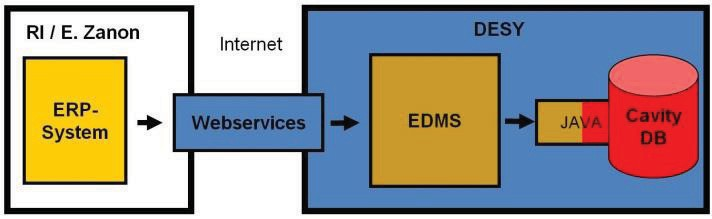 RI / E. Zanon
Internet
DESY
ERP-
System
Webservices
EDMS
JAVA
Cavity
DB